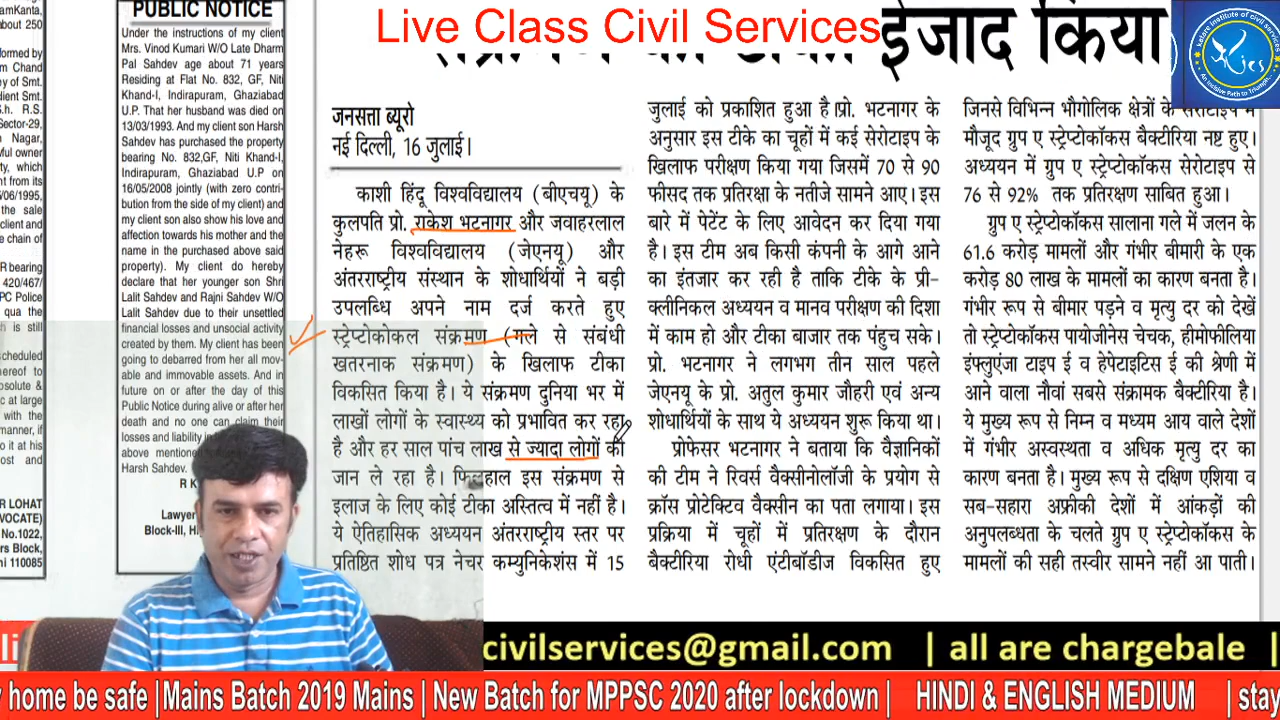 Live Class Civil Services
ईजाद किया
PUBLIC NOTICE
Under the instructions of my client
Mrs. Vinod Kumari W/O Late Dharm
Pal Sahdev age about 71 years
Residing at Flat No. 832, GF, Niti
Khand-I, Indirapuram, Ghaziabad
U.P. That her husband was died on
13/03/1993. And my client son Harsh
Sahdev has purchased the property
bearing No. 832,GF, Niti Khand-I,
Indirapuram, Ghaziabad U.P on
16/05/2008 jointly (with zero contri-
bution from the side of my client) and
my client son also show his love and
affection towards his mother and the
name in the purchased above said
property). My client do hereby
declare that her younger son Shri
Lalit Sahdev and Rajni Sahdev W/O
Lalit Sahdev due to their unsettled
financial losses and unsocial activity
created by them. My client has been
going to debarred from her all mov-
able and immovable assets. And in
future on or after the day of this
Public Notice during alive or after her
death and no one can claim their
losses and liability in
above mentioned
Harsh Sahdev.
Lawyer
Block-III, H.
जनसत्ता ब्यूरो
नई दिल्ली, 16 जुलाई।
काशी हिंदू विश्वविद्यालय (बीएचयू) के
कुलपति प्रो. राकेश भटनागर और जवाहरलाल
नेहरू विश्वविद्यालय (जेएनयू) और
अंतरराष्ट्रीय संस्थान के शोधार्थियों ने बड़ी
उपलब्धि अपने नाम दर्ज करते हुए
स्ट्रेप्टोकोकल संक्रमण (गले से संबंधी
खतरनाक संक्रमण) के खिलाफ टीका
विकसित किया है। ये संक्रमण दुनिया भर में
लाखों लोगों के स्वास्थ्य को प्रभावित कर रहा
है और हर साल पांच लाख से ज्यादा लोगों की
जान ले रहा है। फिलहाल इस संक्रमण से
इलाज के लिए कोई टीका अस्तित्व में नहीं है।
ये ऐतिहासिक अध्ययन अंतरराष्ट्रीय स्तर पर
प्रतिष्ठित शोध पत्र नेचर कम्युनिकेशंस में 15
जुलाई को प्रकाशित हुआ है।प्रो. भटनागर के
अनुसार इस टीके का चूहों में कई सेरोटाइप के
खिलाफ परीक्षण किया गया जिसमें 70 से 90
फीसद तक प्रतिरक्षा के नतीजे सामने आए। इस
बारे में पेटेंट के लिए आवेदन कर दिया गया
है। इस टीम अब किसी कंपनी के आगे आने
का इंतजार कर रही है ताकि टीके के प्री-
क्लीनिकल अध्ययन व मानव परीक्षण की दिशा
में काम हो और टीका बाजार तक पंहुच सके।
प्रो. भटनागर ने लगभग तीन साल पहले
जेएनयू के प्रो. अतुल कुमार जौहरी एवं अन्य
शोधार्थियों के साथ ये अध्ययन शुरू किया था।
प्रोफेसर भटनागर ने बताया कि वैज्ञानिकों
की टीम ने रिवर्स वैक्सीनोलॉजी के प्रयोग से
क्रॉस प्रोटेक्टिव वैक्सीन का पता लगाया। इस
प्रक्रिया में चूहों में प्रतिरक्षण के दौरान
बैक्टीरिया रोधी एंटीबॉडीज विकसित हुए
जिनसे विभिन्न भौगोलिक क्षेत्रों के सेरोटाइप में
मौजूद ग्रुप ए स्ट्रेप्टोकॉकस बैक्टीरिया नष्ट हुए।
अध्ययन में ग्रुप ए स्ट्रेप्टोकॉकस सेरोटाइप से
76 से 92% तक प्रतिरक्षण साबित हुआ।
ग्रुप ए स्ट्रेप्टोकॉकस सालाना गले में जलन के
61.6 करोड़ मामलों और गंभीर बीमारी के एक
करोड़ 80 लाख के मामलों का कारण बनता है।
गंभीर रूप से बीमार पड़ने व मृत्यु दर को देखें
तो स्ट्रेप्टोकॉकस पायोजीनेस चेचक, हीमोफीलिया
इंफ्लुएंजा टाइप ई व हेपेटाइटिस ई की श्रेणी में
आने वाला नौवां सबसे संक्रामक बैक्टीरिया है।
ये मुख्य रूप से निम्न व मध्यम आय वाले देशों
में गंभीर अस्वस्थता व अधिक मृत्यु दर का
कारण बनता है। मुख्य रूप से दक्षिण एशिया व
सब-सहारा अफ्रीकी देशों में आंकड़ों की
अनुपलब्धता के चलते ग्रुप ए स्ट्रेप्टोकॉकस के
मामलों की सही तस्वीर सामने नहीं आ पाती।
civilservices@gmail.com | all are chargebale |
home be safe |Mains Batch 2019 Mains | New Batch for MPPSC 2020 after lockdown | HINDI & ENGLISH MEDIUM | stay